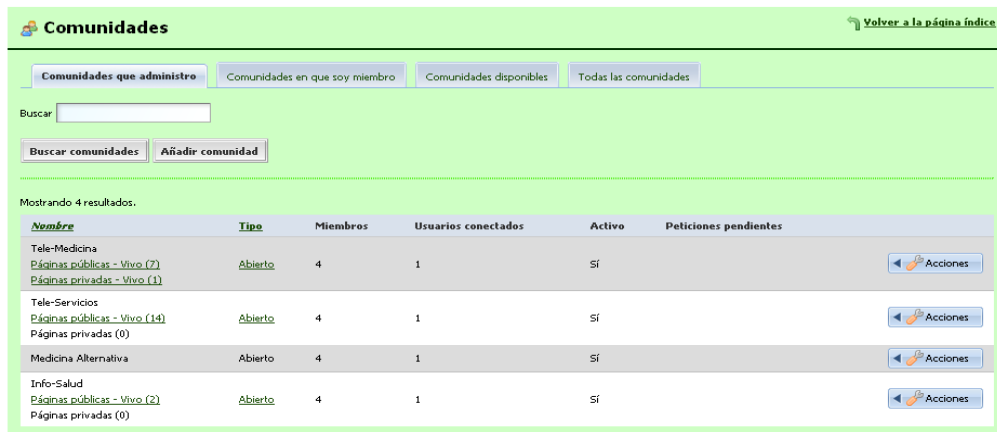 Comunidades
Volver a la página índice
Comunidades que administro Comunidades en que soy miembro Comunidades disponibles Todas las comunidades
Buscar
Buscar comunidades Añadir comunidad
Mostrando 4 resultados.
Nombre Tipo Miembros Usuarios conectados Activo Peticiones pendientes
Tele-Medicina
Páginas públicas - Vivo (7) Abierto 4 1 Sí Acciones
Páginas privadas - Vivo (1)
Tele-Servicios
Páginas públicas - Vivo (14) Abierto 4 1 Sí Acciones
Páginas privadas (0)
Medicina Alternativa Abierto 4 1 Sí Acciones
Info-Salud
Páginas públicas - Vivo (2) Abierto 4 1 Sí Acciones
Páginas privadas (0)